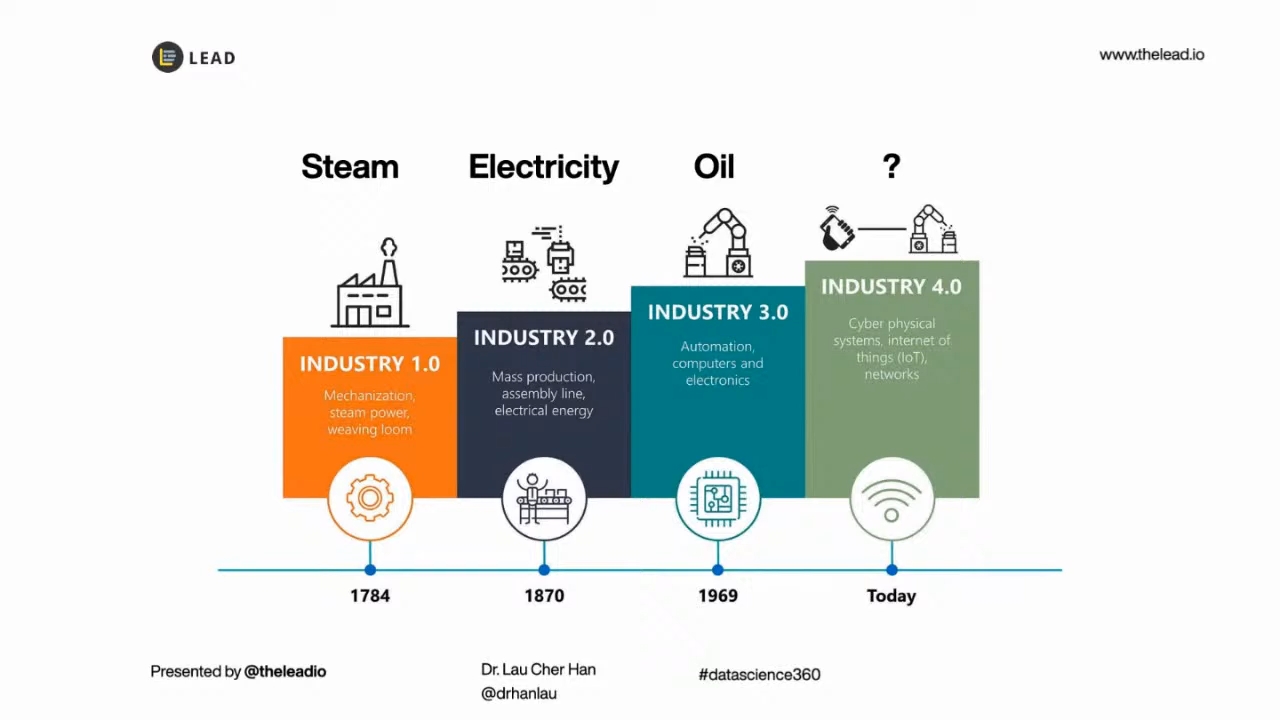 LEAD
www.thelead.io
Steam
Electricity
Oil
?
INDUSTRY 1.0
Mechanization,
steam power,
weaving loom
INDUSTRY 2.0
Mass production,
assembly line,
electrical energy
INDUSTRY 3.0
Automation,
computers and
electronics
INDUSTRY 4.0
Cyber physical
systems, internet of
things (IoT),
networks
1784
1870
1969
Today
Presented by @theleadio
Dr. Lau Cher Han
@drhanlau
#datascience360